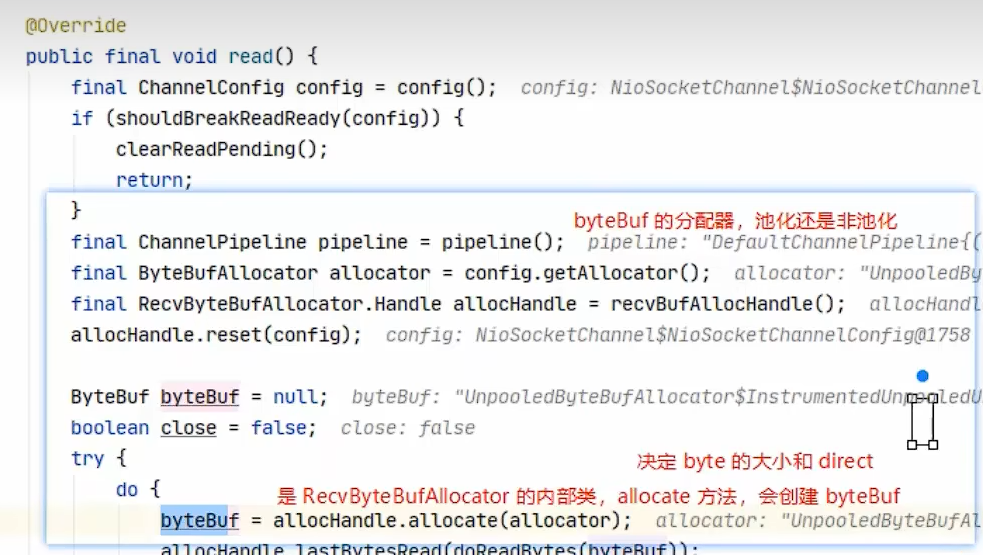 @Override
public final void read() {
final ChannelConfig config = config();  config: NioSocketChannel$NioSocketChannel
if (shouldBreakReadReady(config)) {
clearReadPending();
return;
}
byteBuf 的分配器，池化还是非池化
final ChannelPipeline pipeline = pipeline();  pipeline: "DefaultChannelPipeline{(
final ByteBufAllocator allocator = config.getAllocator();  allocator: "UnpooledBy
final RecvByteBufAllocator.Handle allocHandle = recvBufAllocHandle();  allocHandl
allocHandle.reset(config);  config: NioSocketChannel$NioSocketChannelConfig@1758
ByteBuf byteBuf = null;  byteBuf: "UnpooledByteBufAllocator$InstrumentedUnpooledU
boolean close = false;  close: false
try {
决定 byte 的大小和 direct
do {
是 RecvByteBufAllocator 的内部类，allocate 方法，会创建 byteBuf
byteBuf = allocHandle.allocate(allocator);  allocator: "UnpooledByteBufAl
allocHandle.lastBytesRead(doReadBytes(byteBuf));